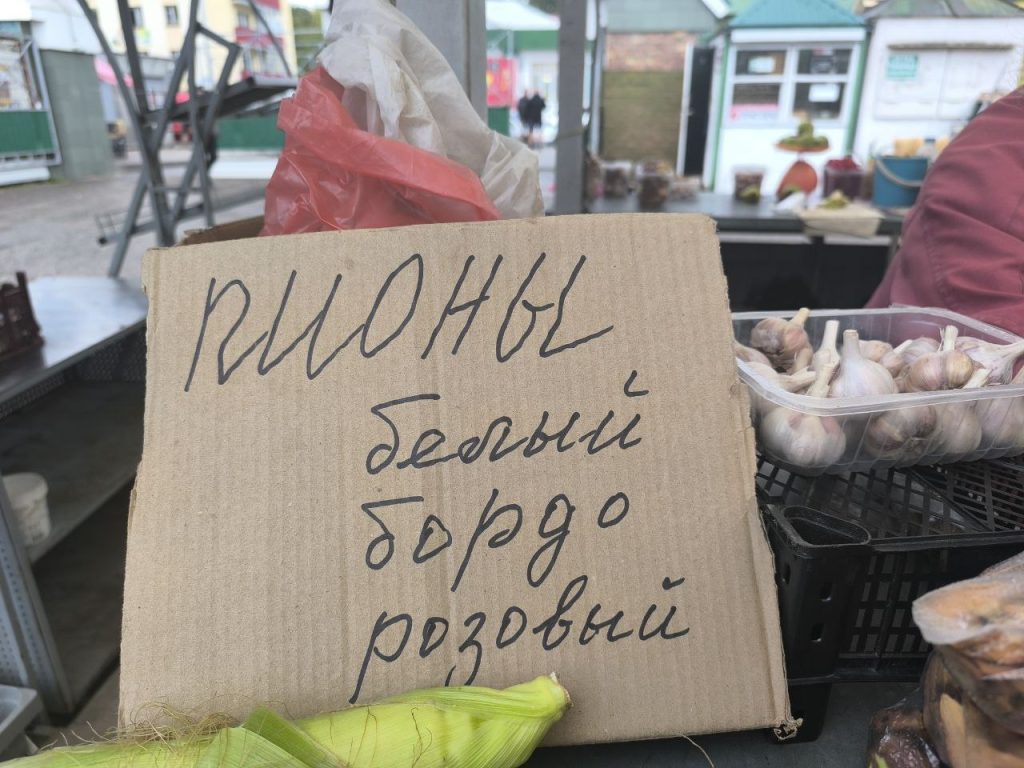 ПИОНЫ
белый
бордо
розовый